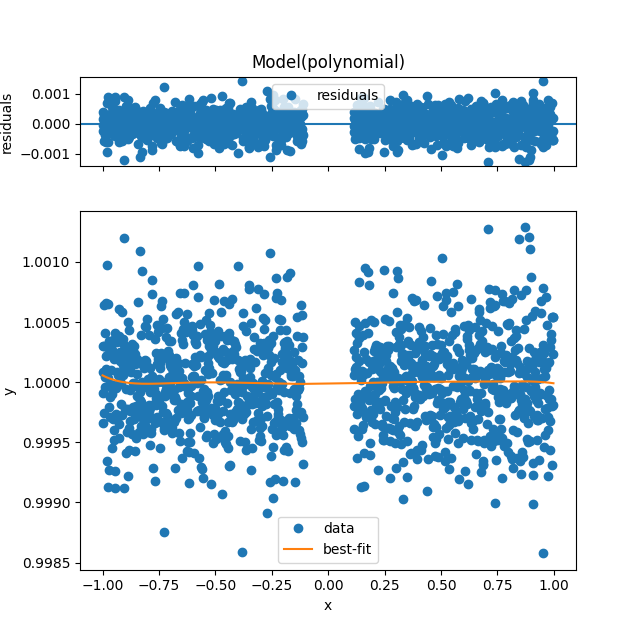 Model(polynomial)
residuals
0.001
0.000
−0.001
residuals
y
1.0010
1.0005
1.0000
0.9995
0.9990
0.9985
data
best-fit
−1.00 −0.75 −0.50 −0.25 0.00 0.25 0.50 0.75 1.00
x